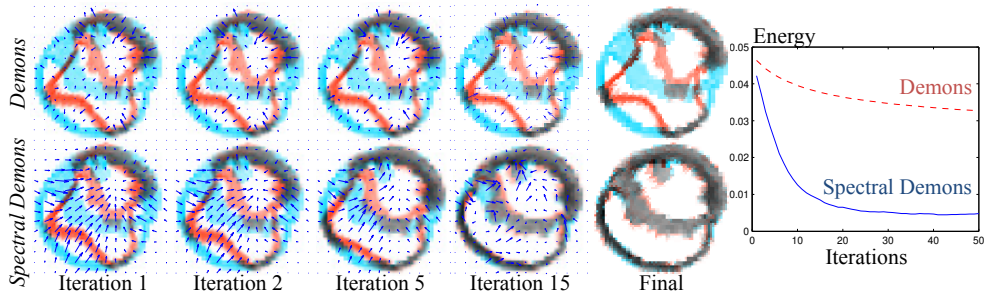 Demons
Spectral Demons
Iteration 1
Iteration 2
Iteration 5
Iteration 15
Final
Energy
0.05
0.04
0.03
0.02
0.01
0
0
10
20
30
40
50
Demons
Spectral Demons
Iterations